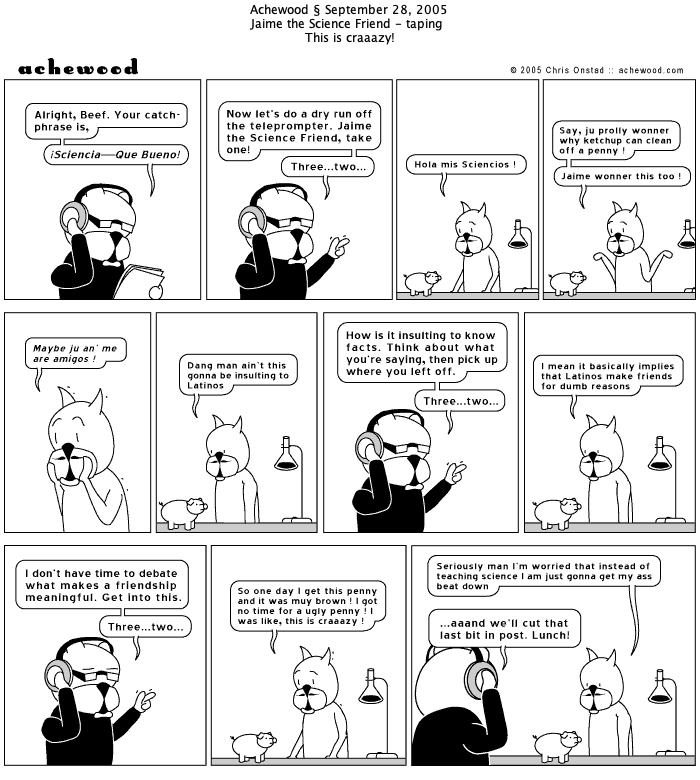 Achewood § September 28, 2005
Jaime the Science Friend – taping
This is craaazy!
achewood
© 2005 Chris Onstad :: achewood.com
Alright, Beef. Your catch-
phrase is,
¡Sciencia—Que Bueno!
Now let's do a dry run off
the teleprompter. Jaime
the Science Friend, take
one!
Three...two...
Hola mis Sciencios !
Say, ju prolly wonner
why ketchup can clean
off a penny !
Jaime wonner this too !
Maybe ju an' me
are amigos !
Dang man ain't this
gonna be insulting to
Latinos
How is it insulting to know
facts. Think about what
you're saying, then pick up
where you left off.
Three...two...
I mean it basically implies
that Latinos make friends
for dumb reasons
I don't have time to debate
what makes a friendship
meaningful. Get into this.
Three...two...
So one day I get this penny
and it was muy brown ! I got
no time for a ugly penny ! I
was like, this is craaazy !
Seriously man I'm worried that instead of
teaching science I am just gonna get my ass
beat down
...aaand we'll cut that
last bit in post. Lunch!